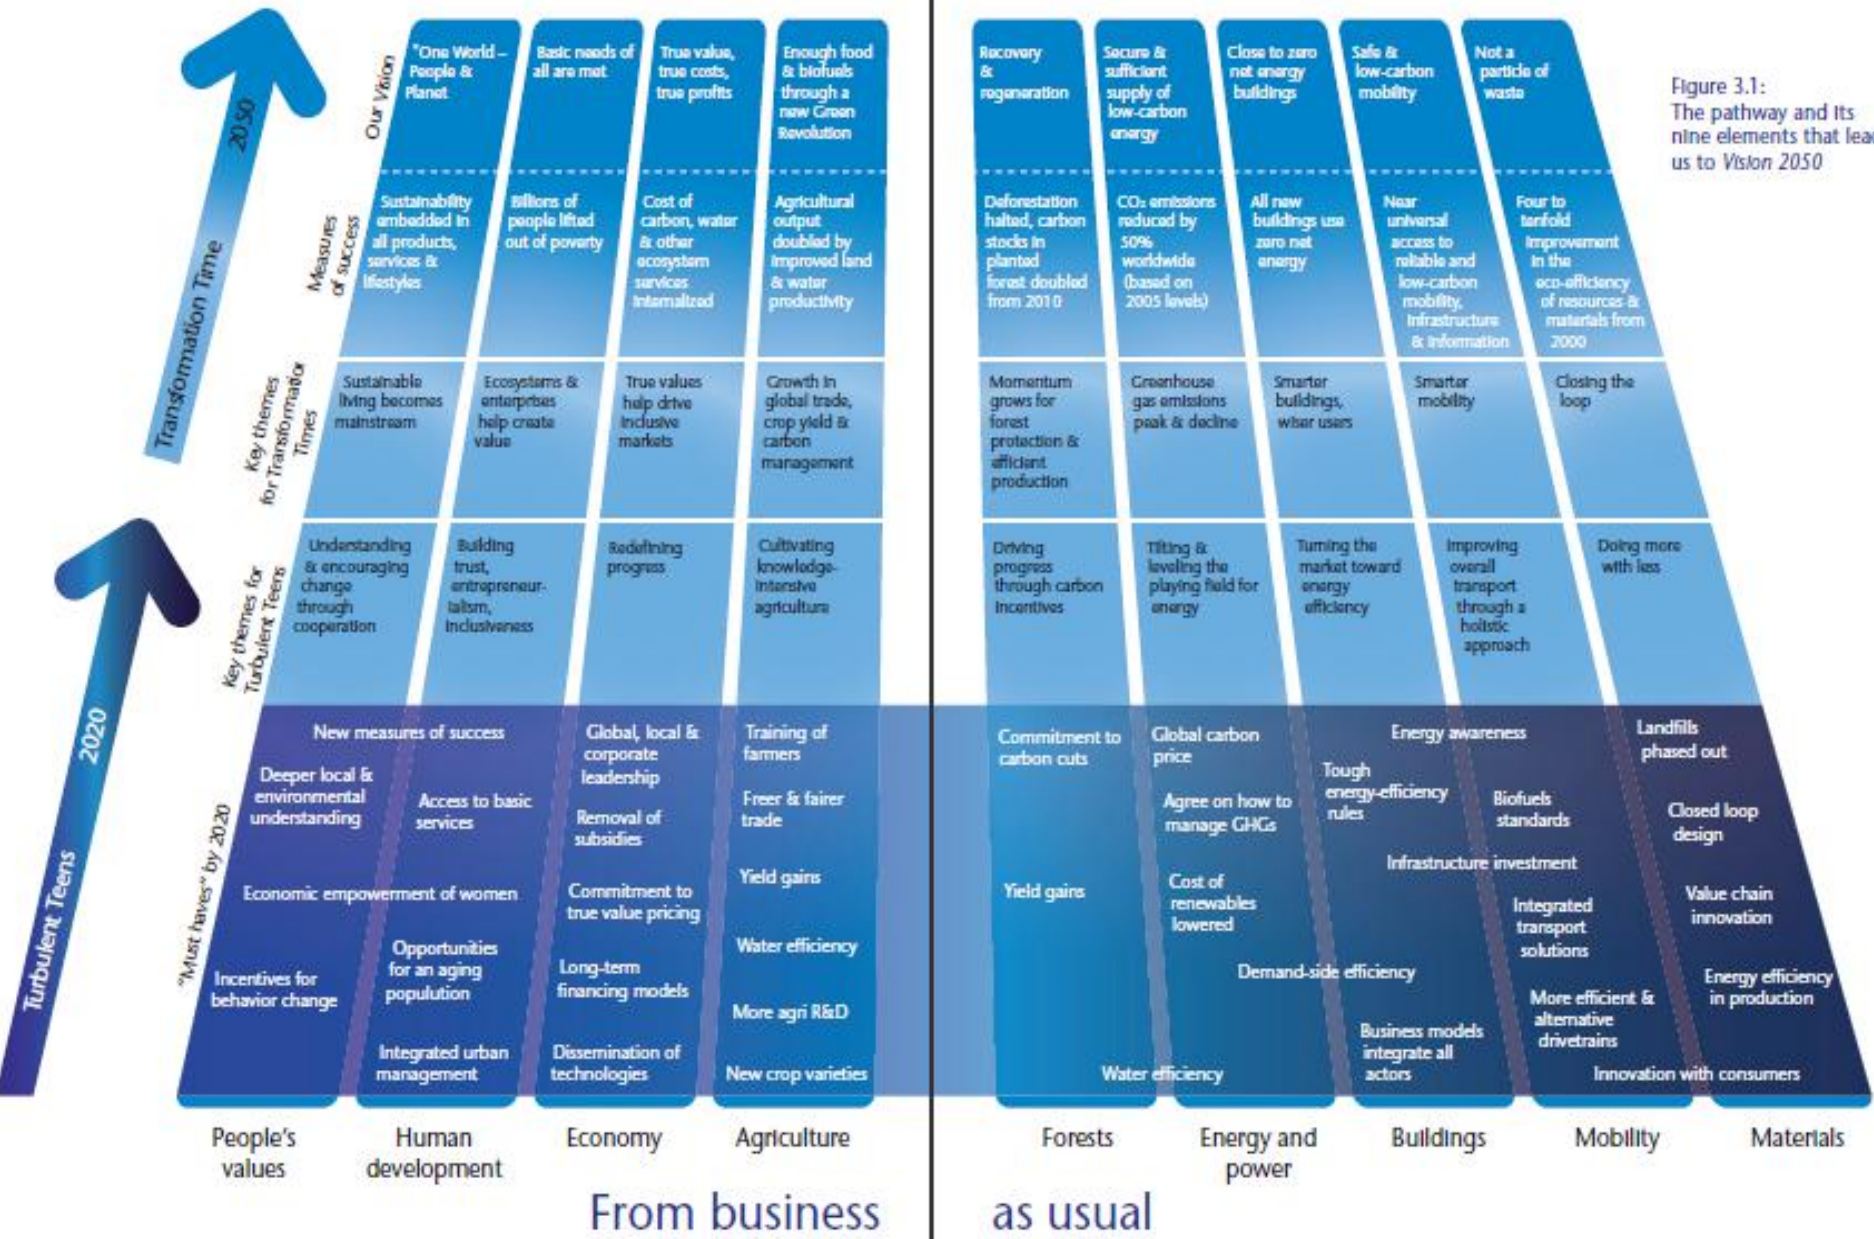 2050
Transformation Time
2020
Turbulent Teens
Our Vision
"One World –
People &
Planet
Basic needs of
all are met
True value,
true costs,
true profits
Enough food
& biofuels
through a
new Green
Revolution
Recovery
&
regeneration
Secure &
sufficient
supply of
low-carbon
energy
Close to zero
net energy
buildings
Safe &
low-carbon
mobility
Not a
particle of
waste
Figure 3.1:
The pathway and its
nine elements that lead
us to Vision 2050
Measures
of success
Sustainability
embedded in
all products,
services &
lifestyles
Billions of
people lifted
out of poverty
Cost of
carbon, water
& other
ecosystem
services
internalized
Agricultural
output
doubled by
improved land
& water
productivity
Deforestation
halted, carbon
stocks in
planted
forest doubled
from 2010
CO₂ emissions
reduced by
50%
worldwide
(based on
2005 levels)
All new
buildings use
zero net
energy
Near
universal
access to
reliable and
low-carbon
mobility,
infrastructure
& information
Four to
tenfold
improvement
in the
eco-efficiency
of resources &
materials from
2000
Key themes
for Transformation
Times
Sustainable
living becomes
mainstream
Ecosystems &
enterprises
help create
value
True values
help drive
inclusive
markets
Growth in
global trade,
crop yield &
carbon
management
Momentum
grows for
forest
protection &
efficient
production
Greenhouse
gas emissions
peak & decline
Smarter
buildings,
wiser users
Smarter
mobility
Closing the
loop
Key themes for
Turbulent Teens
Understanding
& encouraging
change
through
cooperation
Building
trust,
entrepreneur-
ialism,
inclusiveness
Redefining
progress
Cultivating
knowledge-
intensive
agriculture
Driving
progress
through carbon
incentives
Tilting &
leveling the
playing field for
energy
Turning the
market toward
energy
efficiency
Improving
overall
transport
through a
holistic
approach
Doing more
with less
"Must haves" by 2020
New measures of success
Deeper local &
environmental
understanding
Access to basic
services
Economic empowerment of women
Opportunities
for an aging
population
Incentives for
behavior change
Integrated urban
management
Global, local &
corporate
leadership
Removal of
subsidies
Commitment to
true value pricing
Long-term
financing models
Dissemination of
technologies
Training of
farmers
Freer & fairer
trade
Yield gains
Water efficiency
More agri R&D
New crop varieties
Commitment to
carbon cuts
Yield gains
Water efficiency
Global carbon
price
Agree on how to
manage GHGs
Cost of
renewables
lowered
Demand-side efficiency
Energy awareness
Tough
energy-efficiency
rules
Infrastructure investment
Business models
integrate all
actors
Biofuels
standards
Integrated
transport
solutions
More efficient &
alternative
drivetrains
Innovation with consumers
Landfills
phased out
Closed loop
design
Value chain
innovation
Energy efficiency
in production
People's
values
Human
development
Economy
Agriculture
Forests
Energy and
power
Buildings
Mobility
Materials
From business as usual